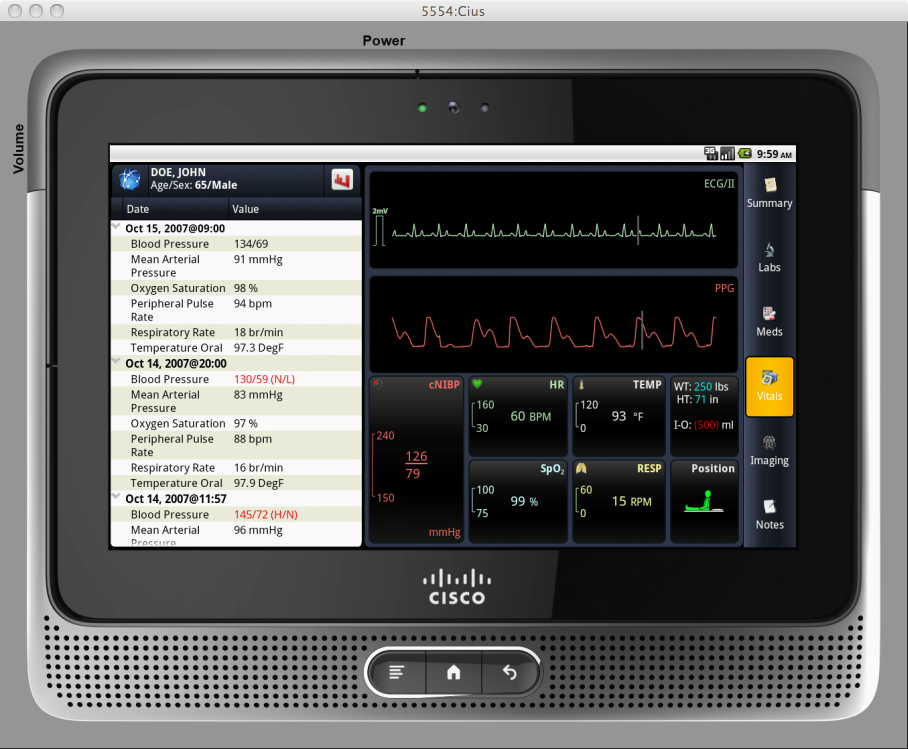 5554:Cius
Power
Volume
3G
9:59 AM
DOE, JOHN
Age/Sex: 65/Male
Date Value
Oct 15, 2007@09:00
Blood Pressure 134/69
Mean Arterial 91 mmHg
Pressure
Oxygen Saturation 98 %
Peripheral Pulse 94 bpm
Rate
Respiratory Rate 18 br/min
Temperature Oral 97.3 DegF
Oct 14, 2007@20:00
Blood Pressure 130/59 (N/L)
Mean Arterial 83 mmHg
Pressure
Oxygen Saturation 97 %
Peripheral Pulse 88 bpm
Rate
Respiratory Rate 16 br/min
Temperature Oral 97.9 DegF
Oct 14, 2007@11:57
Blood Pressure 145/72 (H/N)
Mean Arterial 96 mmHg
Pressure
ECG/II
2mV
PPG
cNIBP
240
126
79
150
mmHg
HR
160
60 BPM
30
TEMP
120
93 °F
0
WT: 250 lbs
HT: 71 in
I-O: (500) ml
SpO2
100
99 %
75
RESP
60
15 RPM
0
Position
Summary
Labs
Meds
Vitals
Imaging
Notes
CISCO